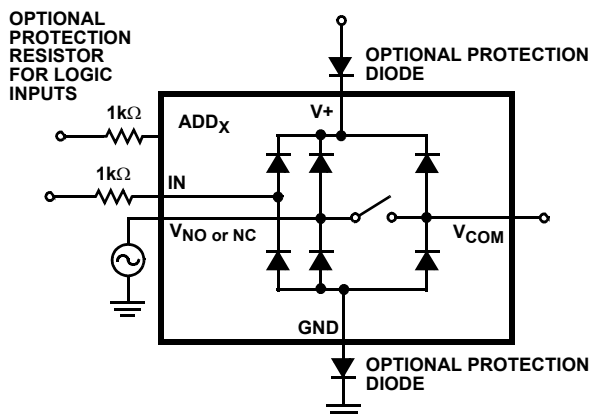 OPTIONAL
PROTECTION
RESISTOR
FOR LOGIC
INPUTS
OPTIONAL PROTECTION
DIODE
V+
1kΩ
ADDX
1kΩ
IN
VNO or NC
VCOM
GND
OPTIONAL PROTECTION
DIODE